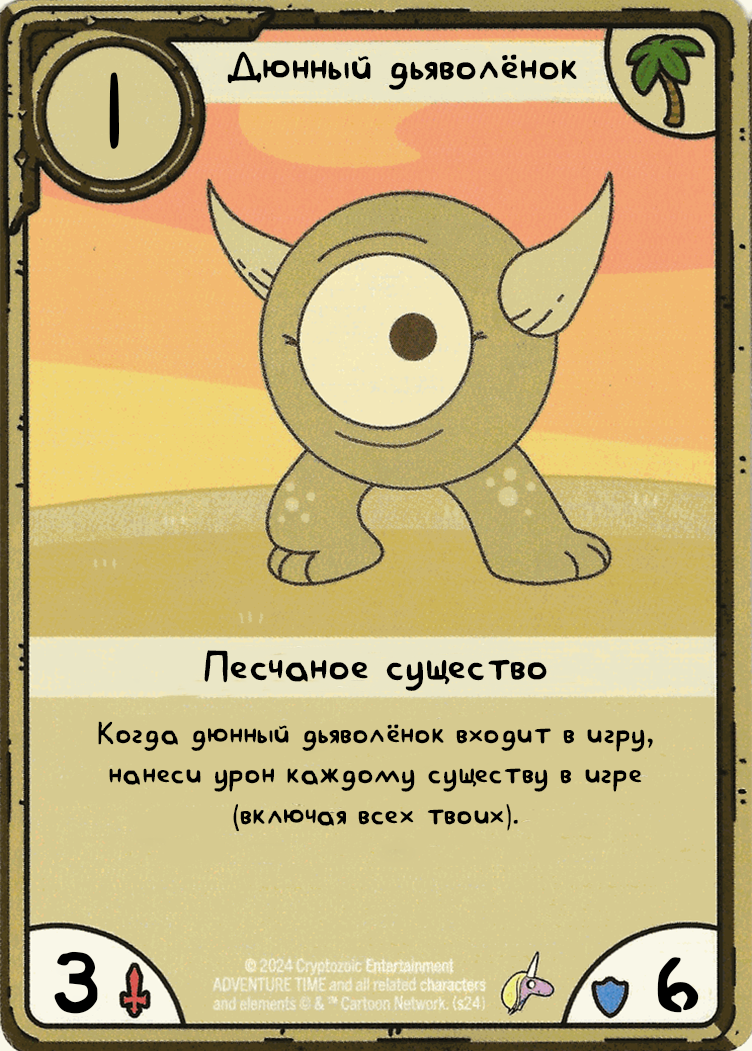 1
Дюнный дьяволёнок
Песчаное существо
Когда дюнный дьяволёнок входит в игру,
нанеси урон каждому существу в игре
(включая всех твоих).
3
© 2024 Cryptozoic Entertainment
ADVENTURE TIME and all related characters
and elements © & ™ Cartoon Network. (s24)
6